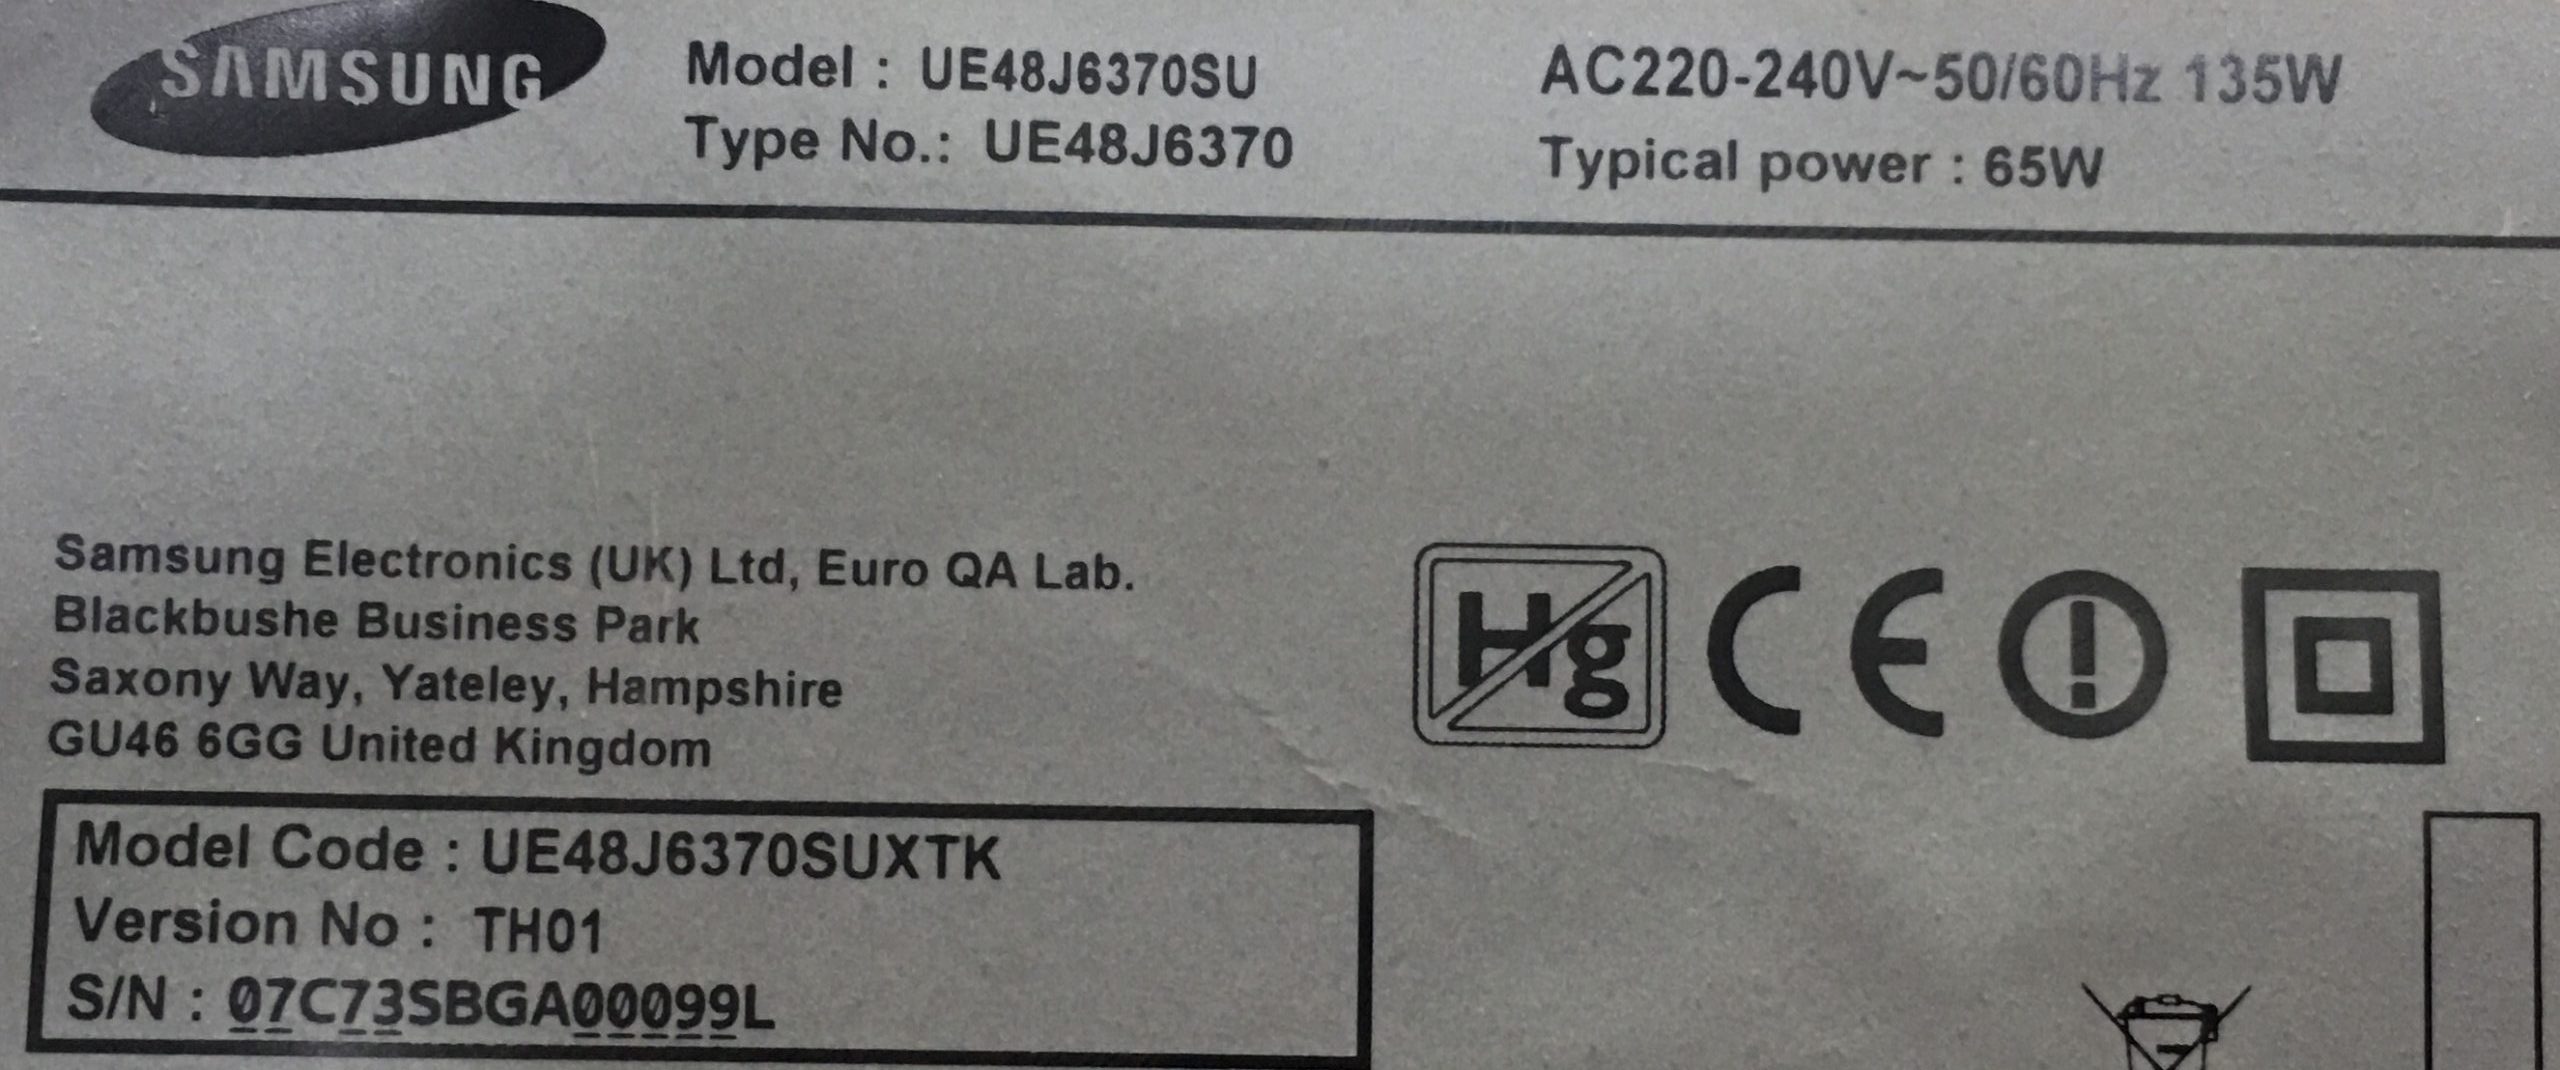 SAMSUNG
Model : UE48J6370SU
Type No.: UE48J6370
AC220-240V~50/60Hz 135W
Typical power : 65W
Samsung Electronics (UK) Ltd, Euro QA Lab.
Blackbushe Business Park
Saxony Way, Yateley, Hampshire
GU46 6GG United Kingdom
Hg
CE
Model Code : UE48J6370SUXTK
Version No : TH01
S/N : 07C73SBGA00099L